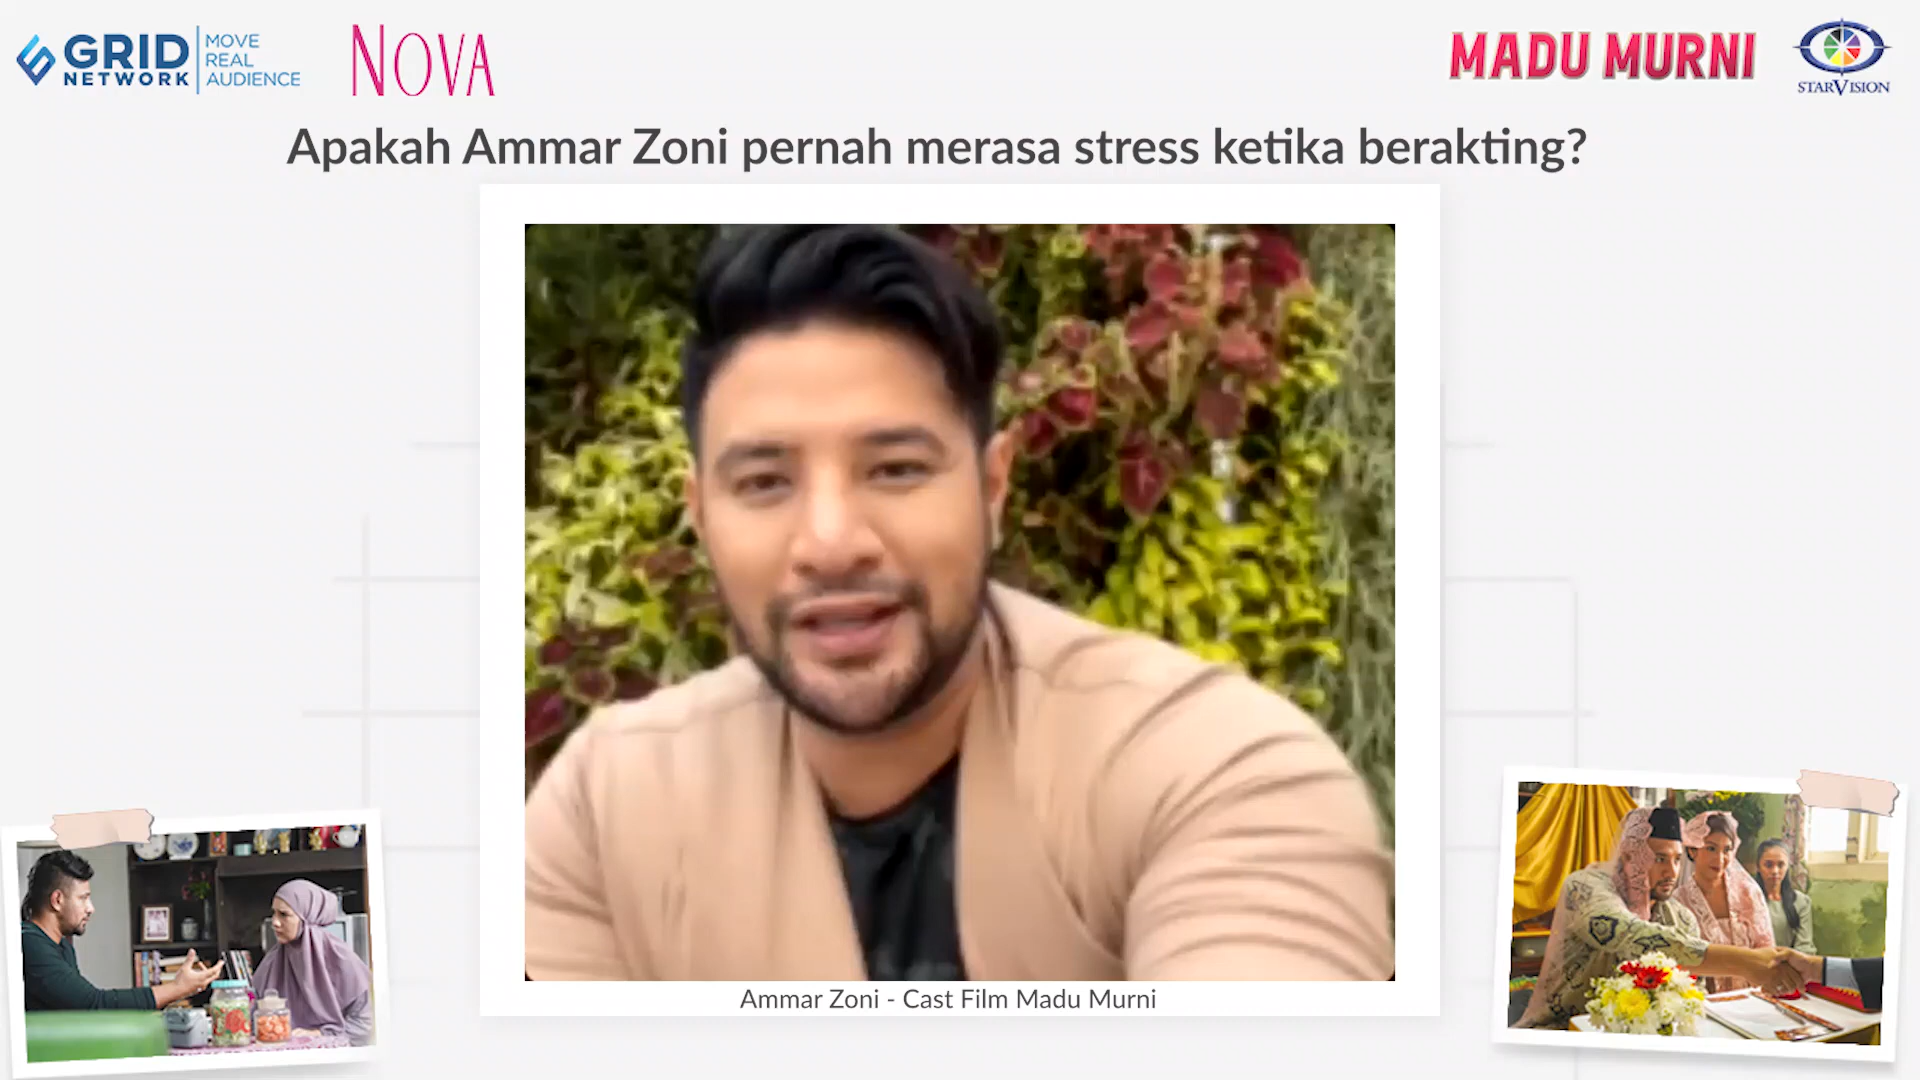 GRID
NETWORK
MOVE
REAL
AUDIENCE
NOVA
MADU MURNI
STARVISION
Apakah Ammar Zoni pernah merasa stress ketika berakting?
Ammar Zoni - Cast Film Madu Murni